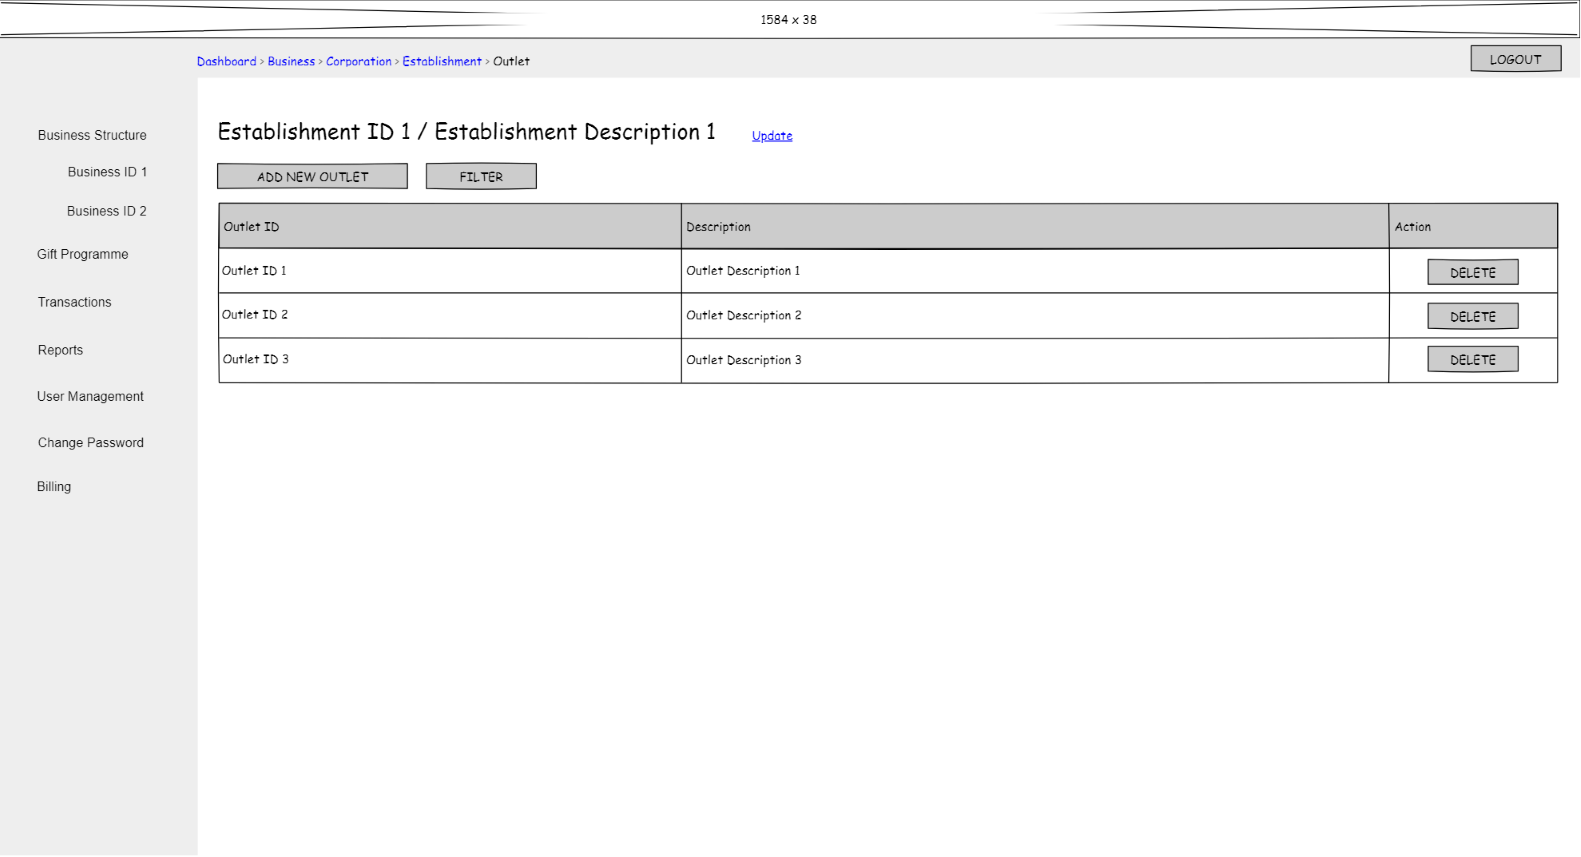 1584 x 38
Dashboard > Business > Corporation > Establishment > Outlet
LOGOUT
Business Structure
Business ID 1
Business ID 2
Gift Programme
Transactions
Reports
User Management
Change Password
Billing
Establishment ID 1 / Establishment Description 1 Update
ADD NEW OUTLET FILTER
Outlet ID Description Action
Outlet ID 1 Outlet Description 1 DELETE
Outlet ID 2 Outlet Description 2 DELETE
Outlet ID 3 Outlet Description 3 DELETE